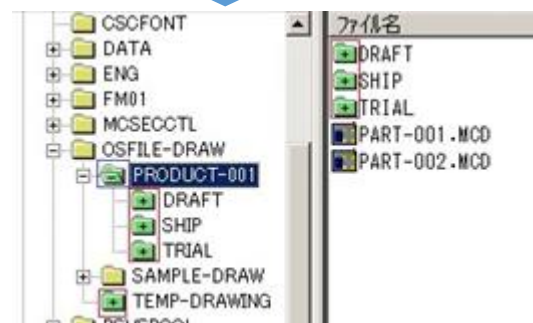 CSCFONT
DATA
ENG
FM01
MCSECCTL
OSFILE-DRAW
PRODUCT-001
DRAFT
SHIP
TRIAL
SAMPLE-DRAW
TEMP-DRAWING
ファイル名
DRAFT
SHIP
TRIAL
PART-001.MCD
PART-002.MCD